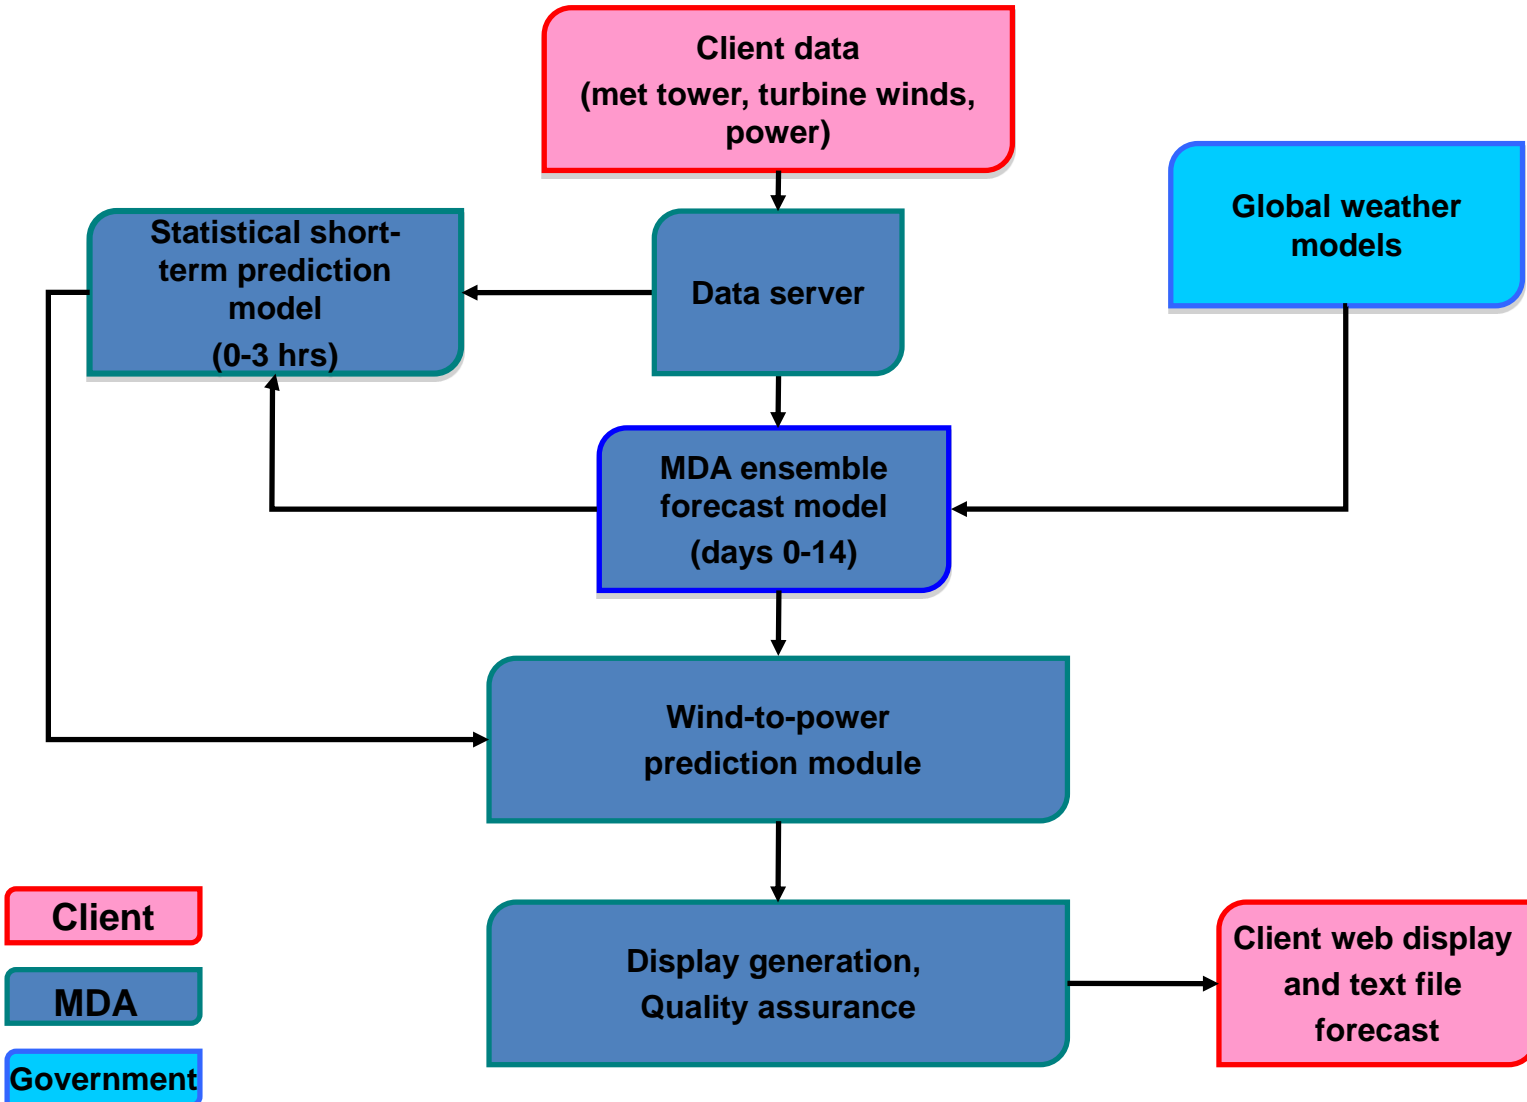 Client data
(met tower, turbine winds,
power)
Global weather
models
Statistical short-
term prediction
model
(0-3 hrs)
Data server
MDA ensemble
forecast model
(days 0-14)
Wind-to-power
prediction module
Client
MDA
Government
Display generation,
Quality assurance
Client web display
and text file
forecast